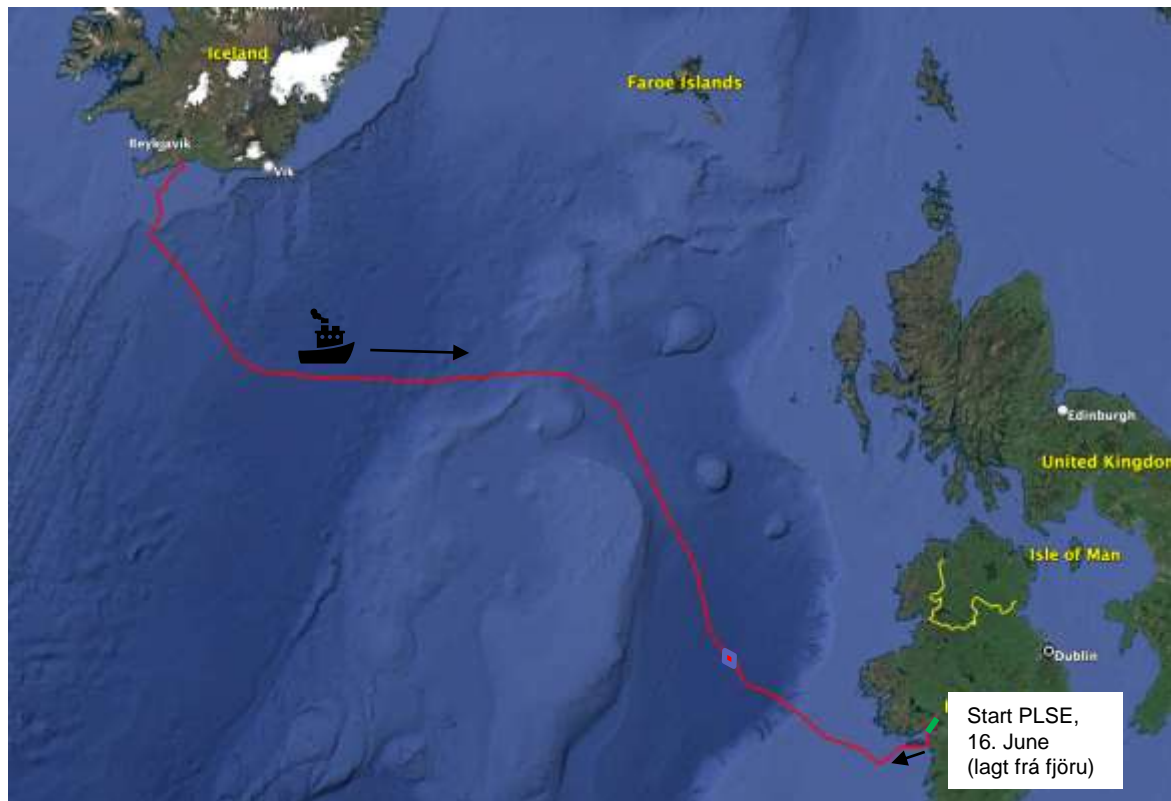 Iceland
Faroe Islands
Reykjavik
Vik
Edinburgh
United Kingdom
Isle of Man
Dublin
Start PLSE,
16. June
(lagt frá fjöru)